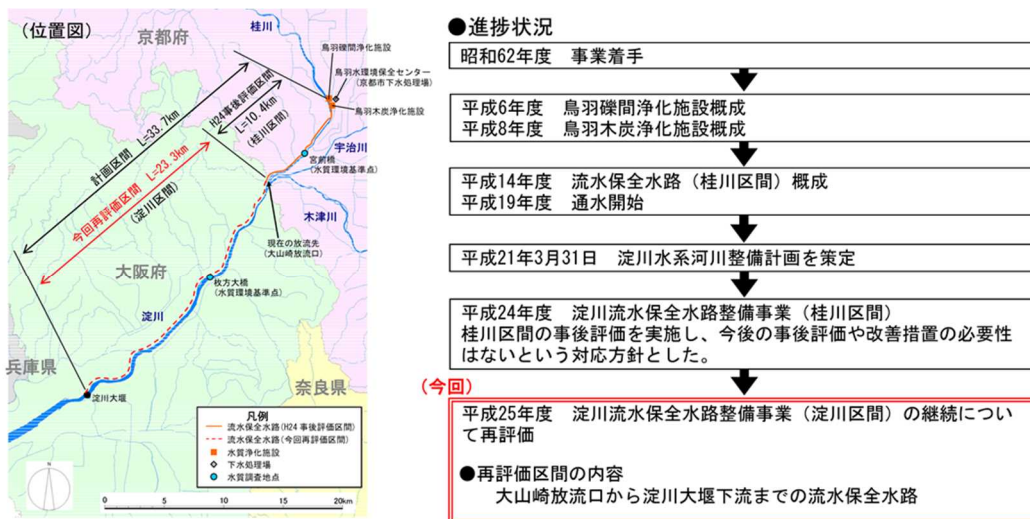 (位置図)
京都府
桂川
鳥羽礫間浄化施設
鳥羽水環境保全センター
(京都市下水処理場)
鳥羽木炭浄化施設
計画区間 L=33.7km
H24事後評価区間
L=10.4km
(桂川区間)
今回再評価区間 L=23.3km
(淀川区間)
宇治川
宮前橋
(水質環境基準点)
木津川
現在の放流先
(大山崎放流口)
大阪府
枚方大橋
(水質環境基準点)
淀川
兵庫県
奈良県
淀川大堰
凡例
流水保全水路(H24 事後評価区間)
流水保全水路(今回再評価区間)
水質浄化施設
下水処理場
水質調査地点
N
0 5 10 15 20km
●進捗状況
昭和62年度 事業着手
平成6年度 鳥羽礫間浄化施設概成
平成8年度 鳥羽木炭浄化施設概成
平成14年度 流水保全水路(桂川区間)概成
平成19年度 通水開始
平成21年3月31日 淀川水系河川整備計画を策定
平成24年度 淀川流水保全水路整備事業(桂川区間)
桂川区間の事後評価を実施し、今後の事後評価や改善措置の必要性
はないという対応方針とした。
(今回)
平成25年度 淀川流水保全水路整備事業(淀川区間)の継続につい
て再評価
●再評価区間の内容
大山崎放流口から淀川大堰下流までの流水保全水路